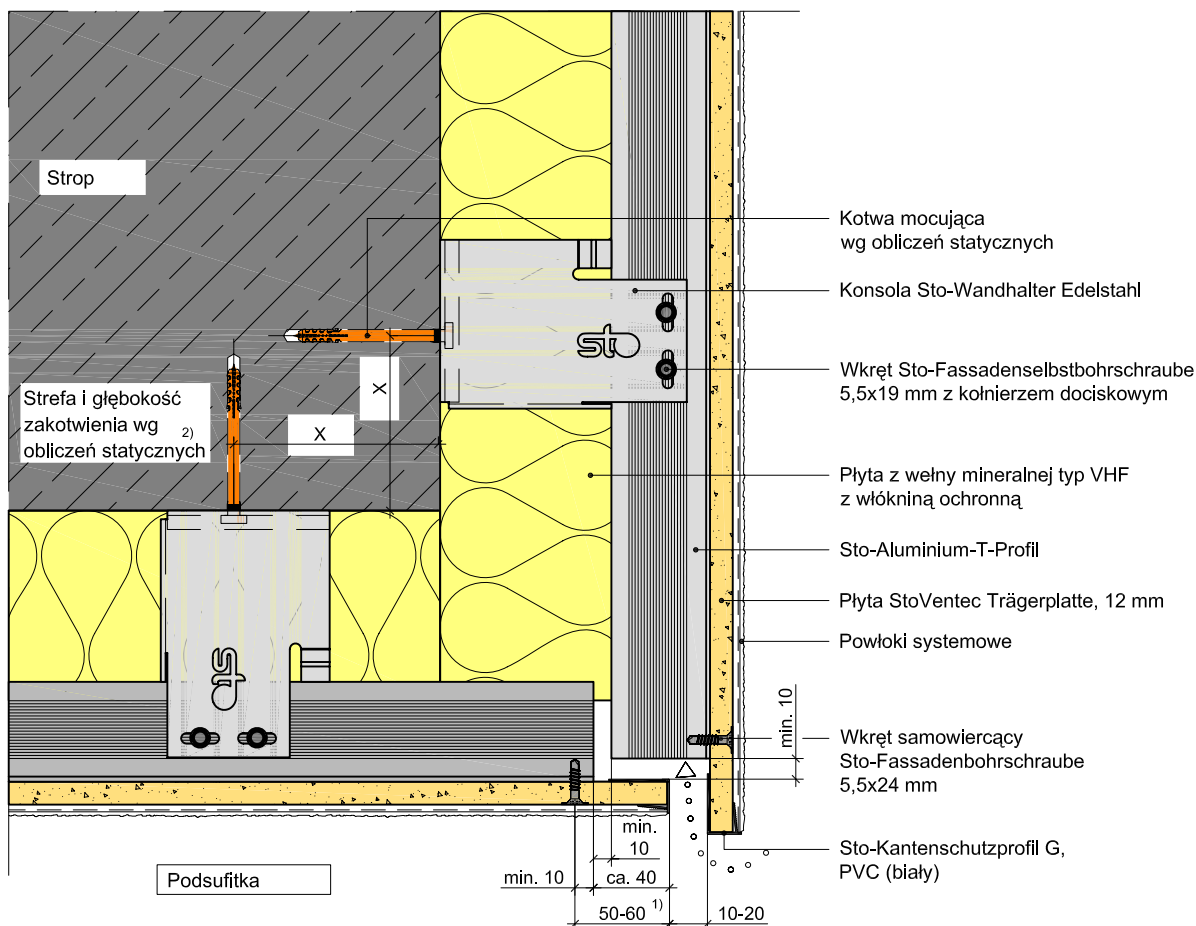 Strop
Kotwa mocująca
wg obliczeń statycznych
Konsola Sto-Wandhalter Edelstahl
sto
X
Wkręt Sto-Fassadenselbstbohrschraube
5,5x19 mm z kołnierzem dociskowym
Strefa i głębokość
zakotwienia wg
obliczeń statycznych 2)
X
Płyta z wełny mineralnej typ VHF
z włókniną ochronną
Sto-Aluminium-T-Profil
Płyta StoVentec Trägerplatte, 12 mm
Powłoki systemowe
sto
min. 10
Wkręt samowiercący
Sto-Fassadenbohrschraube
5,5x24 mm
min.
10
Sto-Kantenschutzprofil G,
PVC (biały)
Podsufitka
min. 10
ca. 40
50-60 1)
10-20